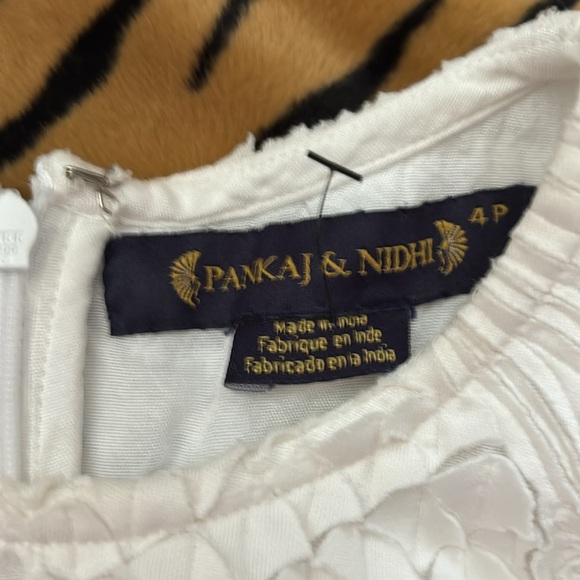 PANKAJ & NIDHI
4P
Made in India
Fabrique en Inde
Fabricado en la India